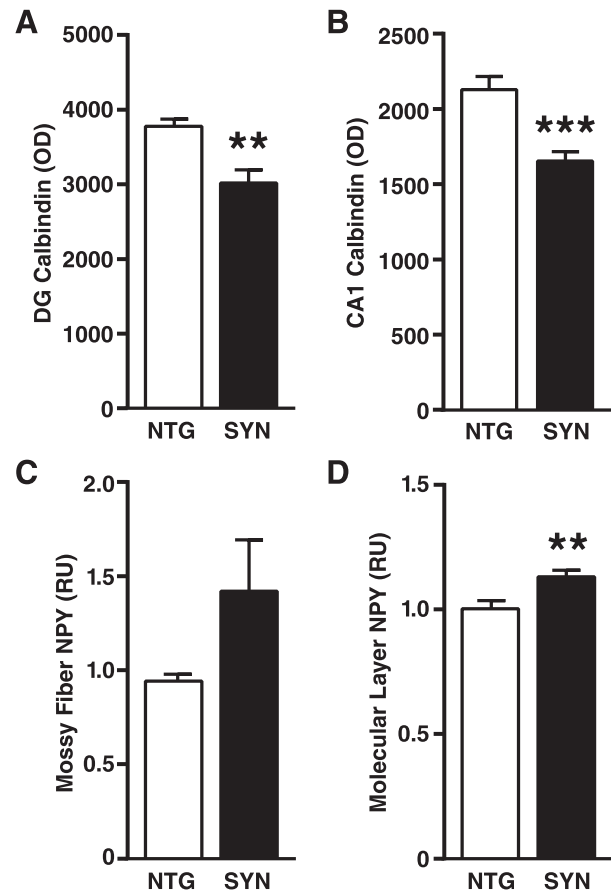 A
DG Calbindin (OD)
5000
4000
3000
2000
1000
0
**
NTG SYN
B
CA1 Calbindin (OD)
2500
2000
1500
1000
500
0
***
NTG SYN
C
Mossy Fiber NPY (RU)
2.0
1.5
1.0
0.5
0
NTG SYN
D
Molecular Layer NPY (RU)
1.5
1.0
0.5
0
**
NTG SYN